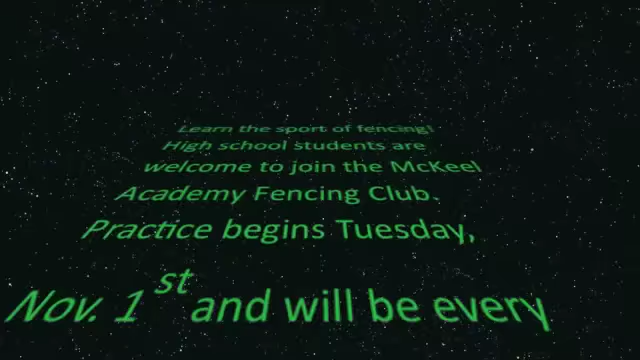 Learn the sport of fencing!
High school students are
welcome to join the McKeel
Academy Fencing Club.
Practice begins Tuesday,
Nov. 1st and will be every